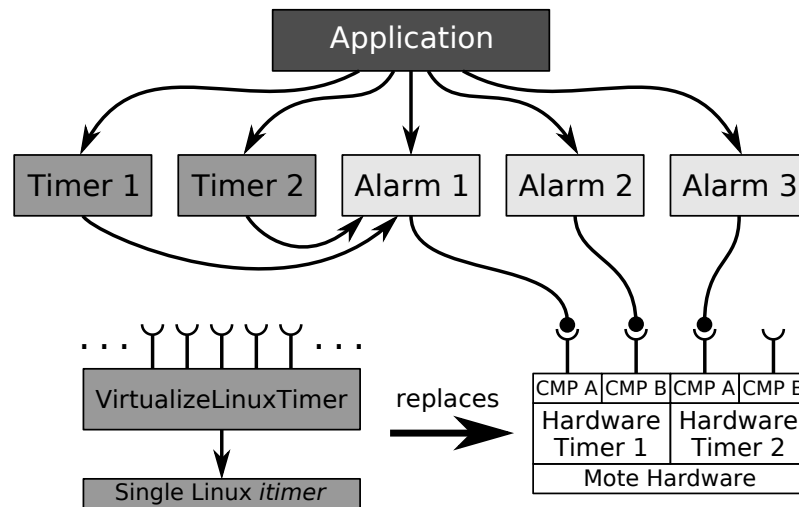 Application
Timer 1
Timer 2
Alarm 1
Alarm 2
Alarm 3
. . .
. . .
VirtualizeLinuxTimer
replaces
CMP A
CMP B
CMP A
CMP B
Hardware
Timer 1
Hardware
Timer 2
Mote Hardware
Single Linux itimer